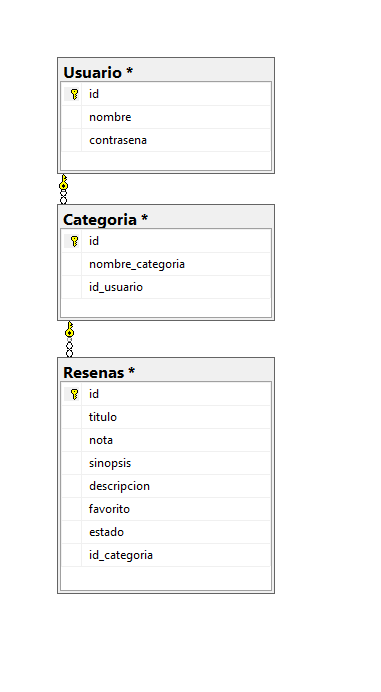 Usuario *
id
nombre
contrasena
Categoria *
id
nombre_categoria
id_usuario
Resenas *
id
titulo
nota
sinopsis
descripcion
favorito
estado
id_categoria